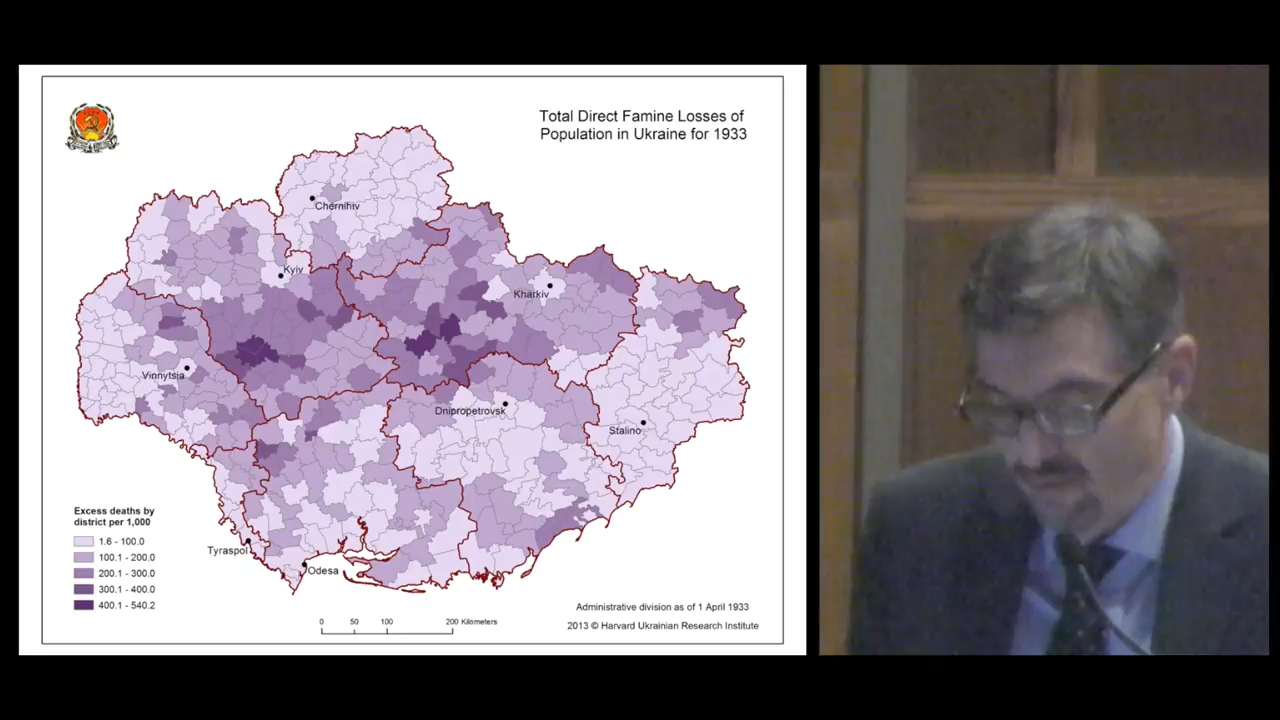 Total Direct Famine Losses of
Population in Ukraine for 1933
Chernihiv
Kyiv
Kharkiv
Vinnytsia
Dnipropetrovsk
Stalino
Excess deaths by
district per 1,000
1.6 - 100.0
100.1 - 200.0
200.1 - 300.0
300.1 - 400.0
400.1 - 540.2
Tyraspol
Odesa
0 50 100 200 Kilometers
Administrative division as of 1 April 1933
2013 © Harvard Ukrainian Research Institute